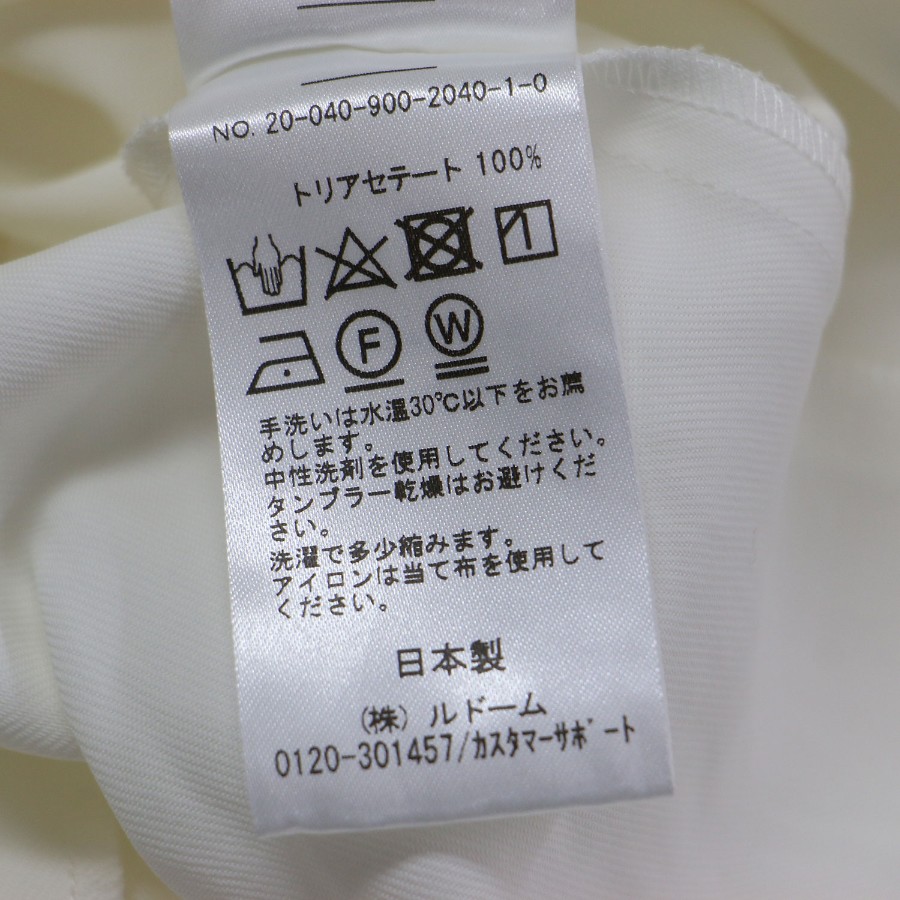 NO. 20-040-900-2040-1-0
トリアセテート 100%
F W
手洗いは水温30℃以下をお薦
めします。
中性洗剤を使用してください。
タンブラー乾燥はお避けくだ
さい。
洗濯で多少縮みます。
アイロンは当て布を使用して
ください。
日本製
(株) ルドーム
0120-301457/カスタマーサポート